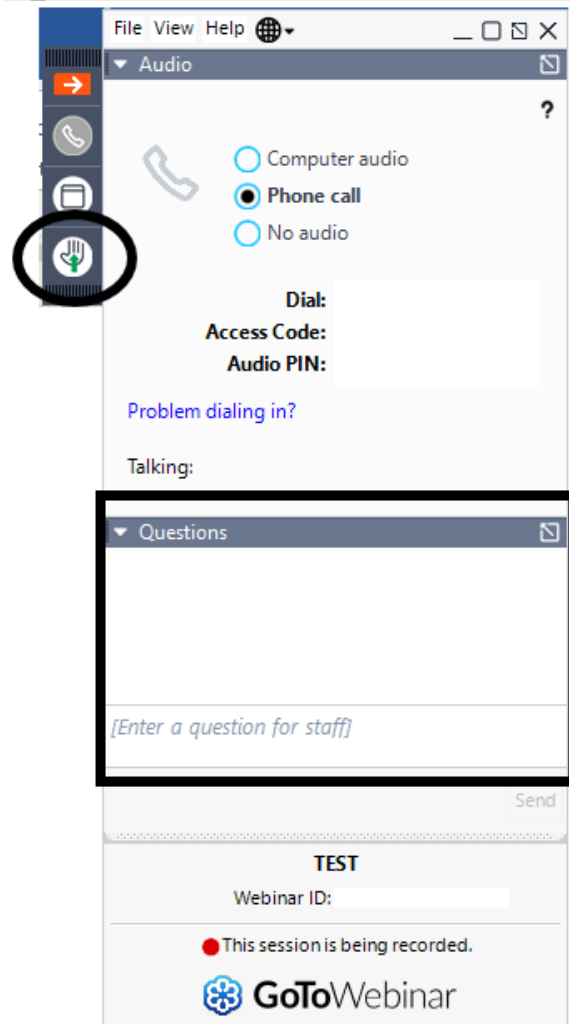 File View Help
Audio
?
Computer audio
Phone call
No audio
Dial:
Access Code:
Audio PIN:
Problem dialing in?
Talking:
Questions
[Enter a question for staff]
Send
TEST
Webinar ID:
This session is being recorded.
GoToWebinar